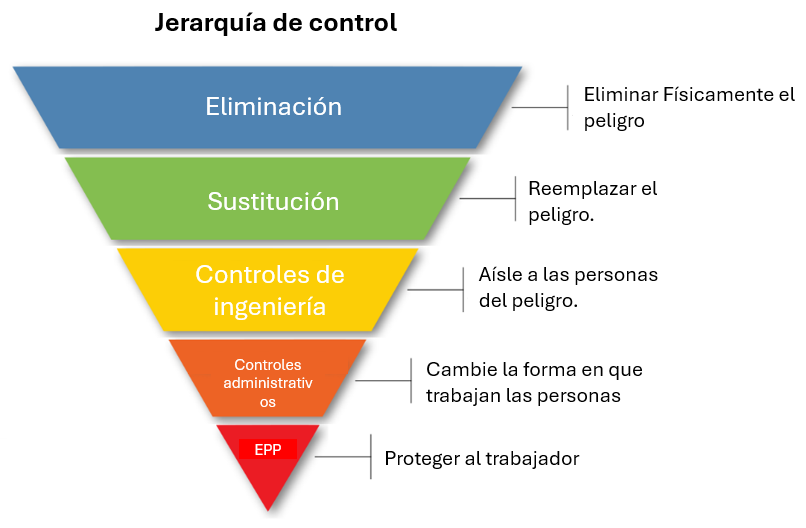 Jerarquía de control
Eliminación
Eliminar Físicamente el
peligro
Sustitución
Reemplazar el
peligro.
Controles de
ingeniería
Aísle a las personas
del peligro.
Controles
administrativ
os
Cambie la forma en que
trabajan las personas
EPP
Proteger al trabajador